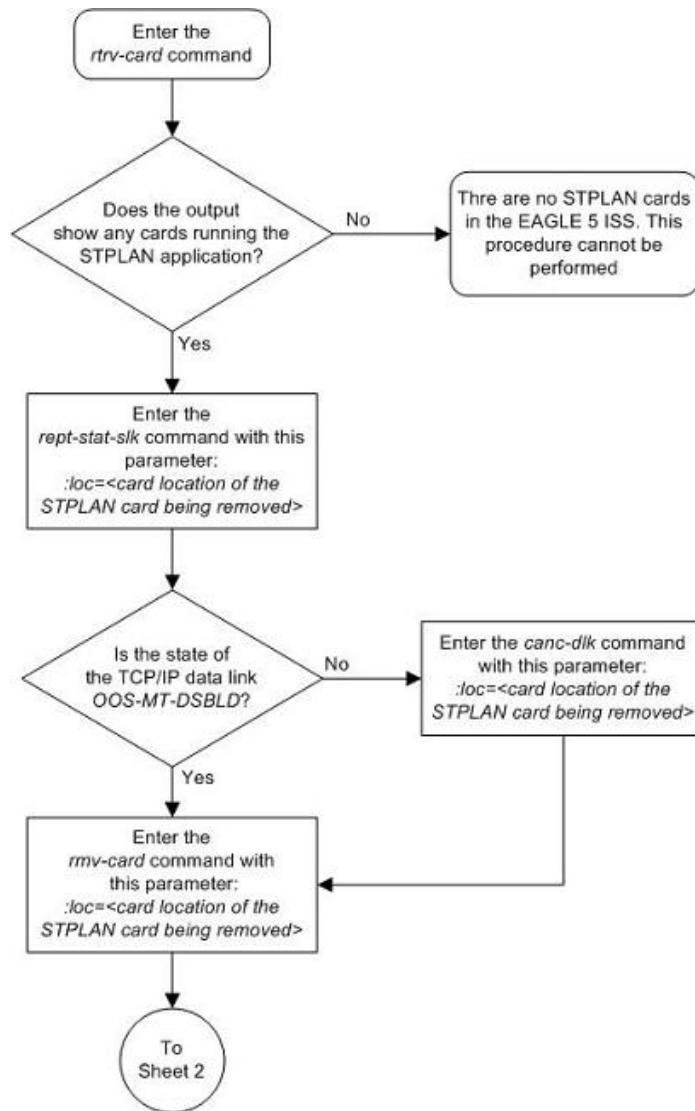 Enter the
rtrv-card command
Does the output
show any cards running the
STPLAN application?
No
Thre are no STPLAN cards
in the EAGLE 5 ISS. This
procedure cannot be
performed
Yes
Enter the
rept-stat-slk command with this
parameter:
:loc=<card location of the
STPLAN card being removed>
Is the state of
the TCP/IP data link
OOS-MT-DSBLD?
No
Enter the canc-dlk command
with this parameter:
:loc=<card location of the
STPLAN card being removed>
Yes
Enter the
rmv-card command with
this parameter:
:loc=<card location of the
STPLAN card being removed>
To
Sheet 2